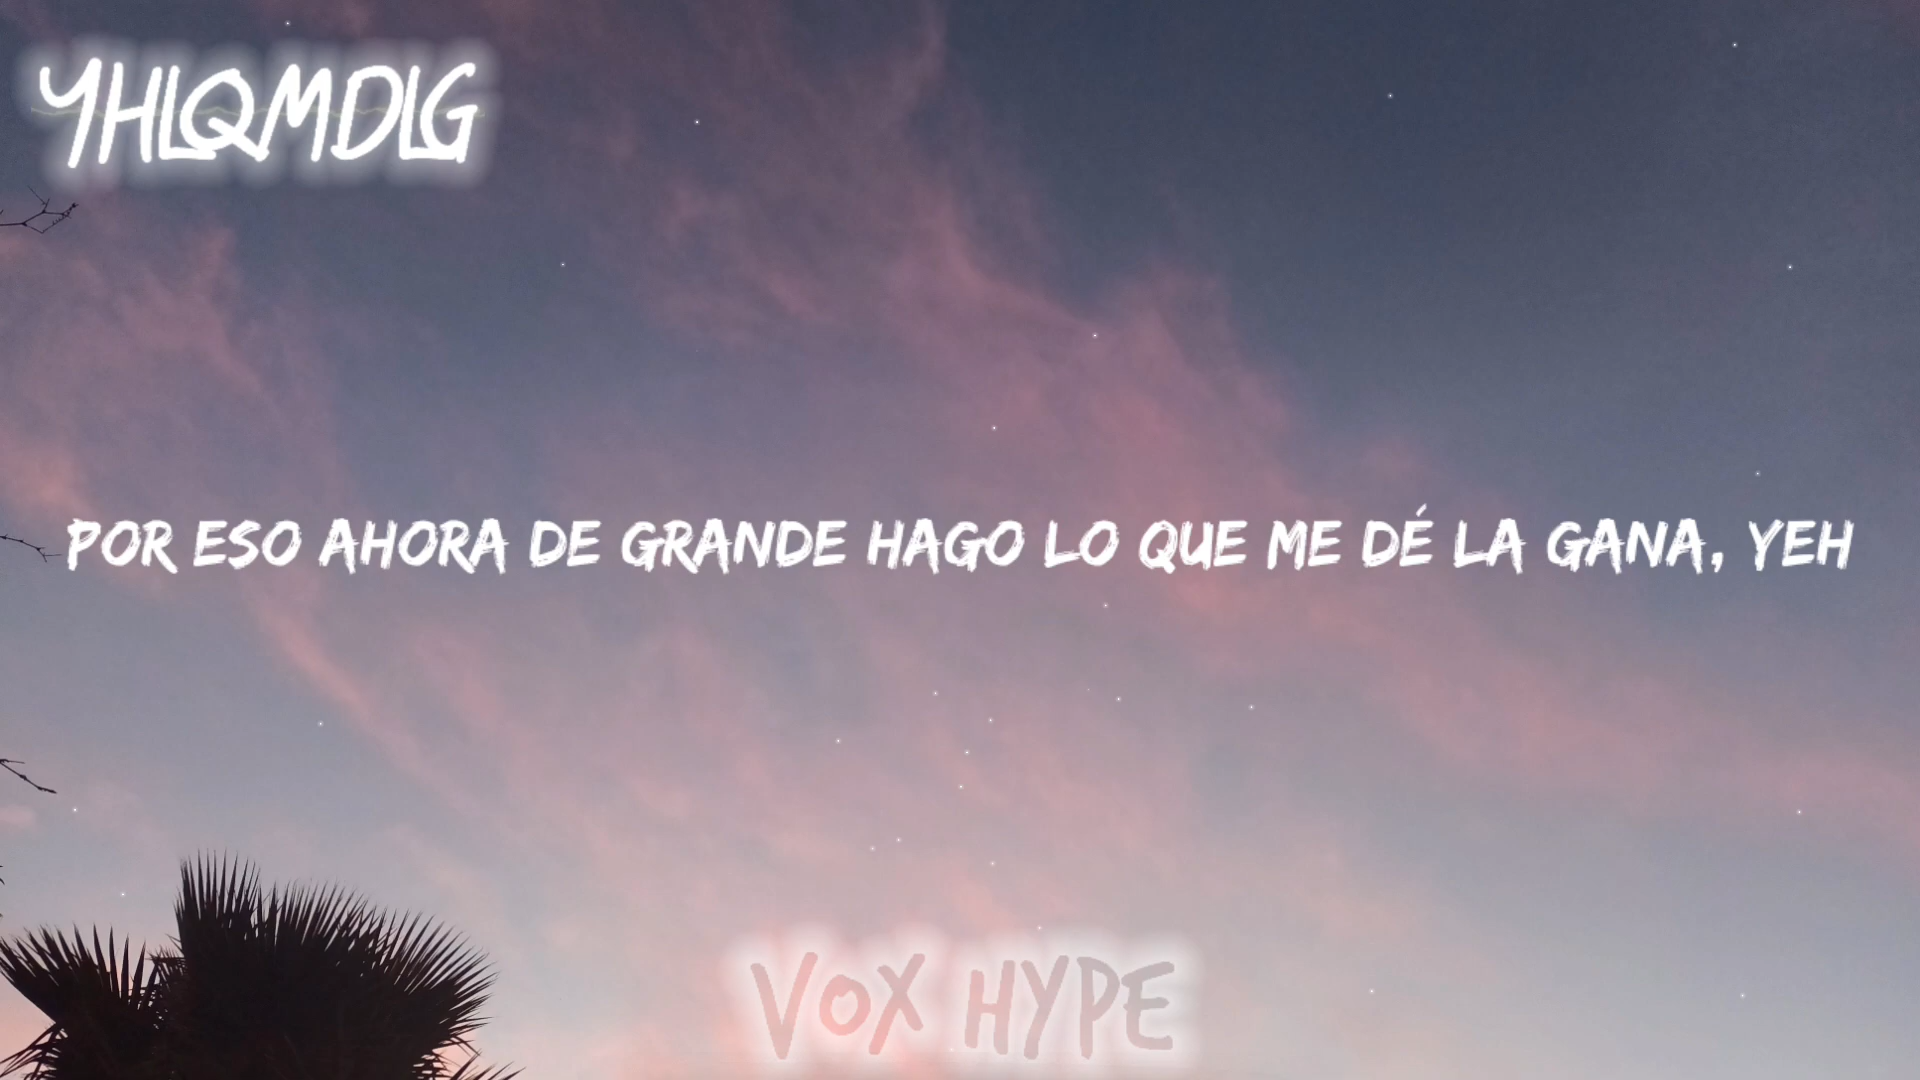 YHLQMDLG
POR ESO AHORA DE GRANDE HAGO LO QUE ME DÉ LA GANA, YEH
VOX HYPE